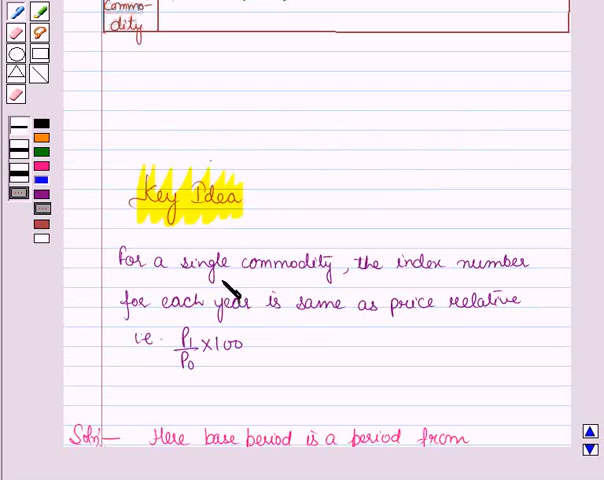 Commo-
dity
Key Idea
For a single commodity, the index number
for each year is same as price relative
i.e. P1/P0 × 100
Soln:- Here base period is a period from